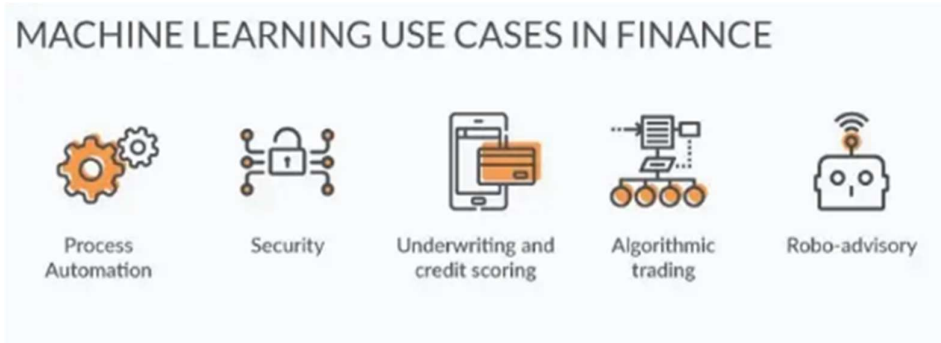 MACHINE LEARNING USE CASES IN FINANCE
Process
Automation
Security
Underwriting and
credit scoring
Algorithmic
trading
Robo-advisory